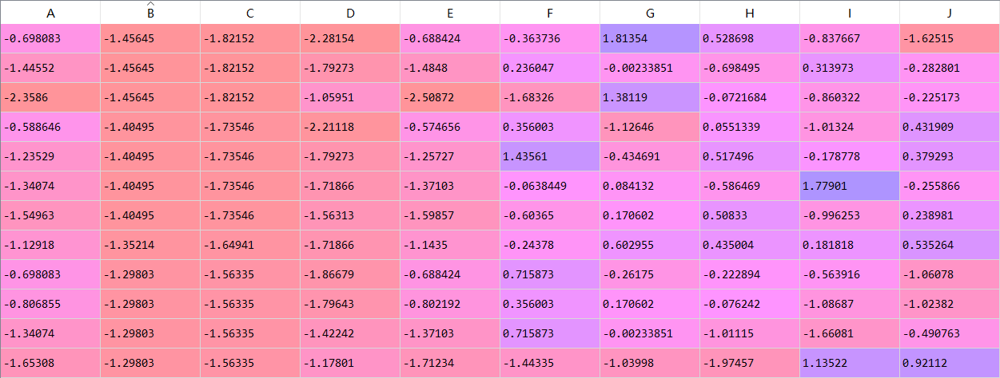 A B C D E F G H I J
-0.698083 -1.45645 -1.82152 -2.28154 -0.688424 -0.363736 1.81354 0.528698 -0.837667 -1.62515
-1.44552 -1.45645 -1.82152 -1.79273 -1.4848 0.236047 -0.00233851 -0.698495 0.313973 -0.282801
-2.3586 -1.45645 -1.82152 -1.05951 -2.50872 -1.68326 1.38119 -0.0721684 -0.860322 -0.225173
-0.588646 -1.40495 -1.73546 -2.21118 -0.574656 0.356003 -1.12646 0.0551339 -1.01324 0.431909
-1.23529 -1.40495 -1.73546 -1.79273 -1.25727 1.43561 -0.434691 0.517496 -0.178778 0.379293
-1.34074 -1.40495 -1.73546 -1.71866 -1.37103 -0.0638449 0.084132 -0.586469 1.77901 -0.255866
-1.54963 -1.40495 -1.73546 -1.56313 -1.59857 -0.60365 0.170602 0.50833 -0.996253 0.238981
-1.12918 -1.35214 -1.64941 -1.71866 -1.1435 -0.24378 0.602955 0.435004 0.181818 0.535264
-0.698083 -1.29803 -1.56335 -1.86679 -0.688424 0.715873 -0.26175 -0.222894 -0.563916 -1.06078
-0.806855 -1.29803 -1.56335 -1.79643 -0.802192 0.356003 0.170602 -0.076242 -1.08687 -1.02382
-1.34074 -1.29803 -1.56335 -1.42242 -1.37103 0.715873 -0.00233851 -1.01115 -1.66081 -0.490763
-1.65308 -1.29803 -1.56335 -1.17801 -1.71234 -1.44335 -1.03998 -1.97457 1.13522 0.92112